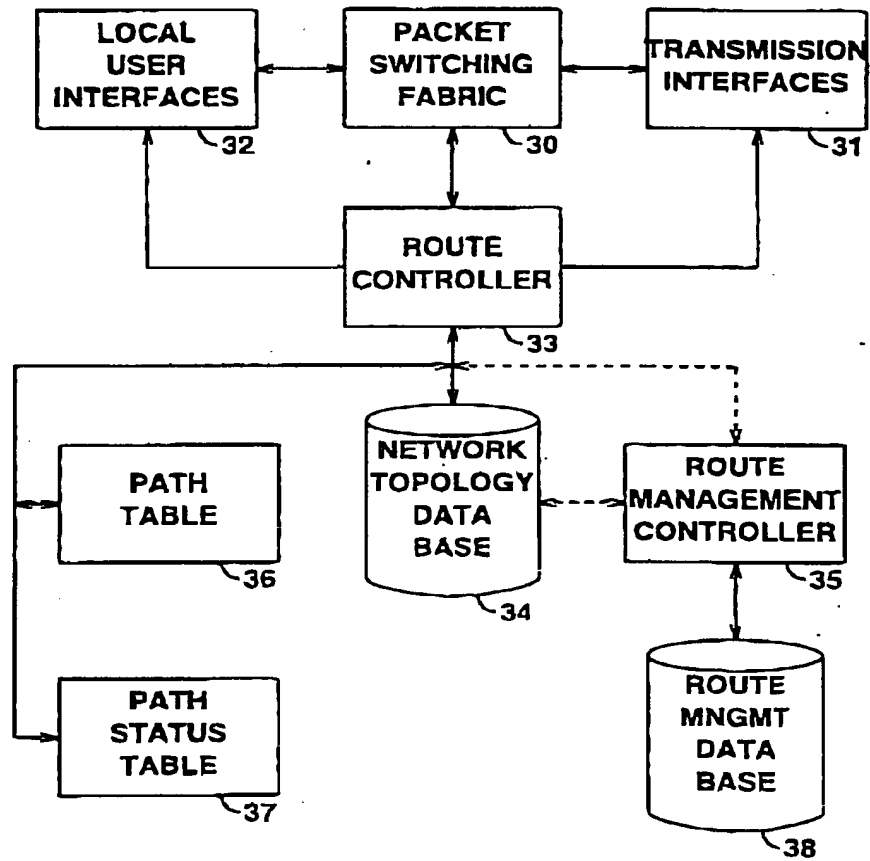 LOCAL
USER
INTERFACES
32
PACKET
SWITCHING
FABRIC
30
TRANSMISSION
INTERFACES
31
ROUTE
CONTROLLER
33
PATH
TABLE
36
NETWORK
TOPOLOGY
DATA
BASE
34
ROUTE
MANAGEMENT
CONTROLLER
35
PATH
STATUS
TABLE
37
ROUTE
MNGMT
DATA
BASE
38